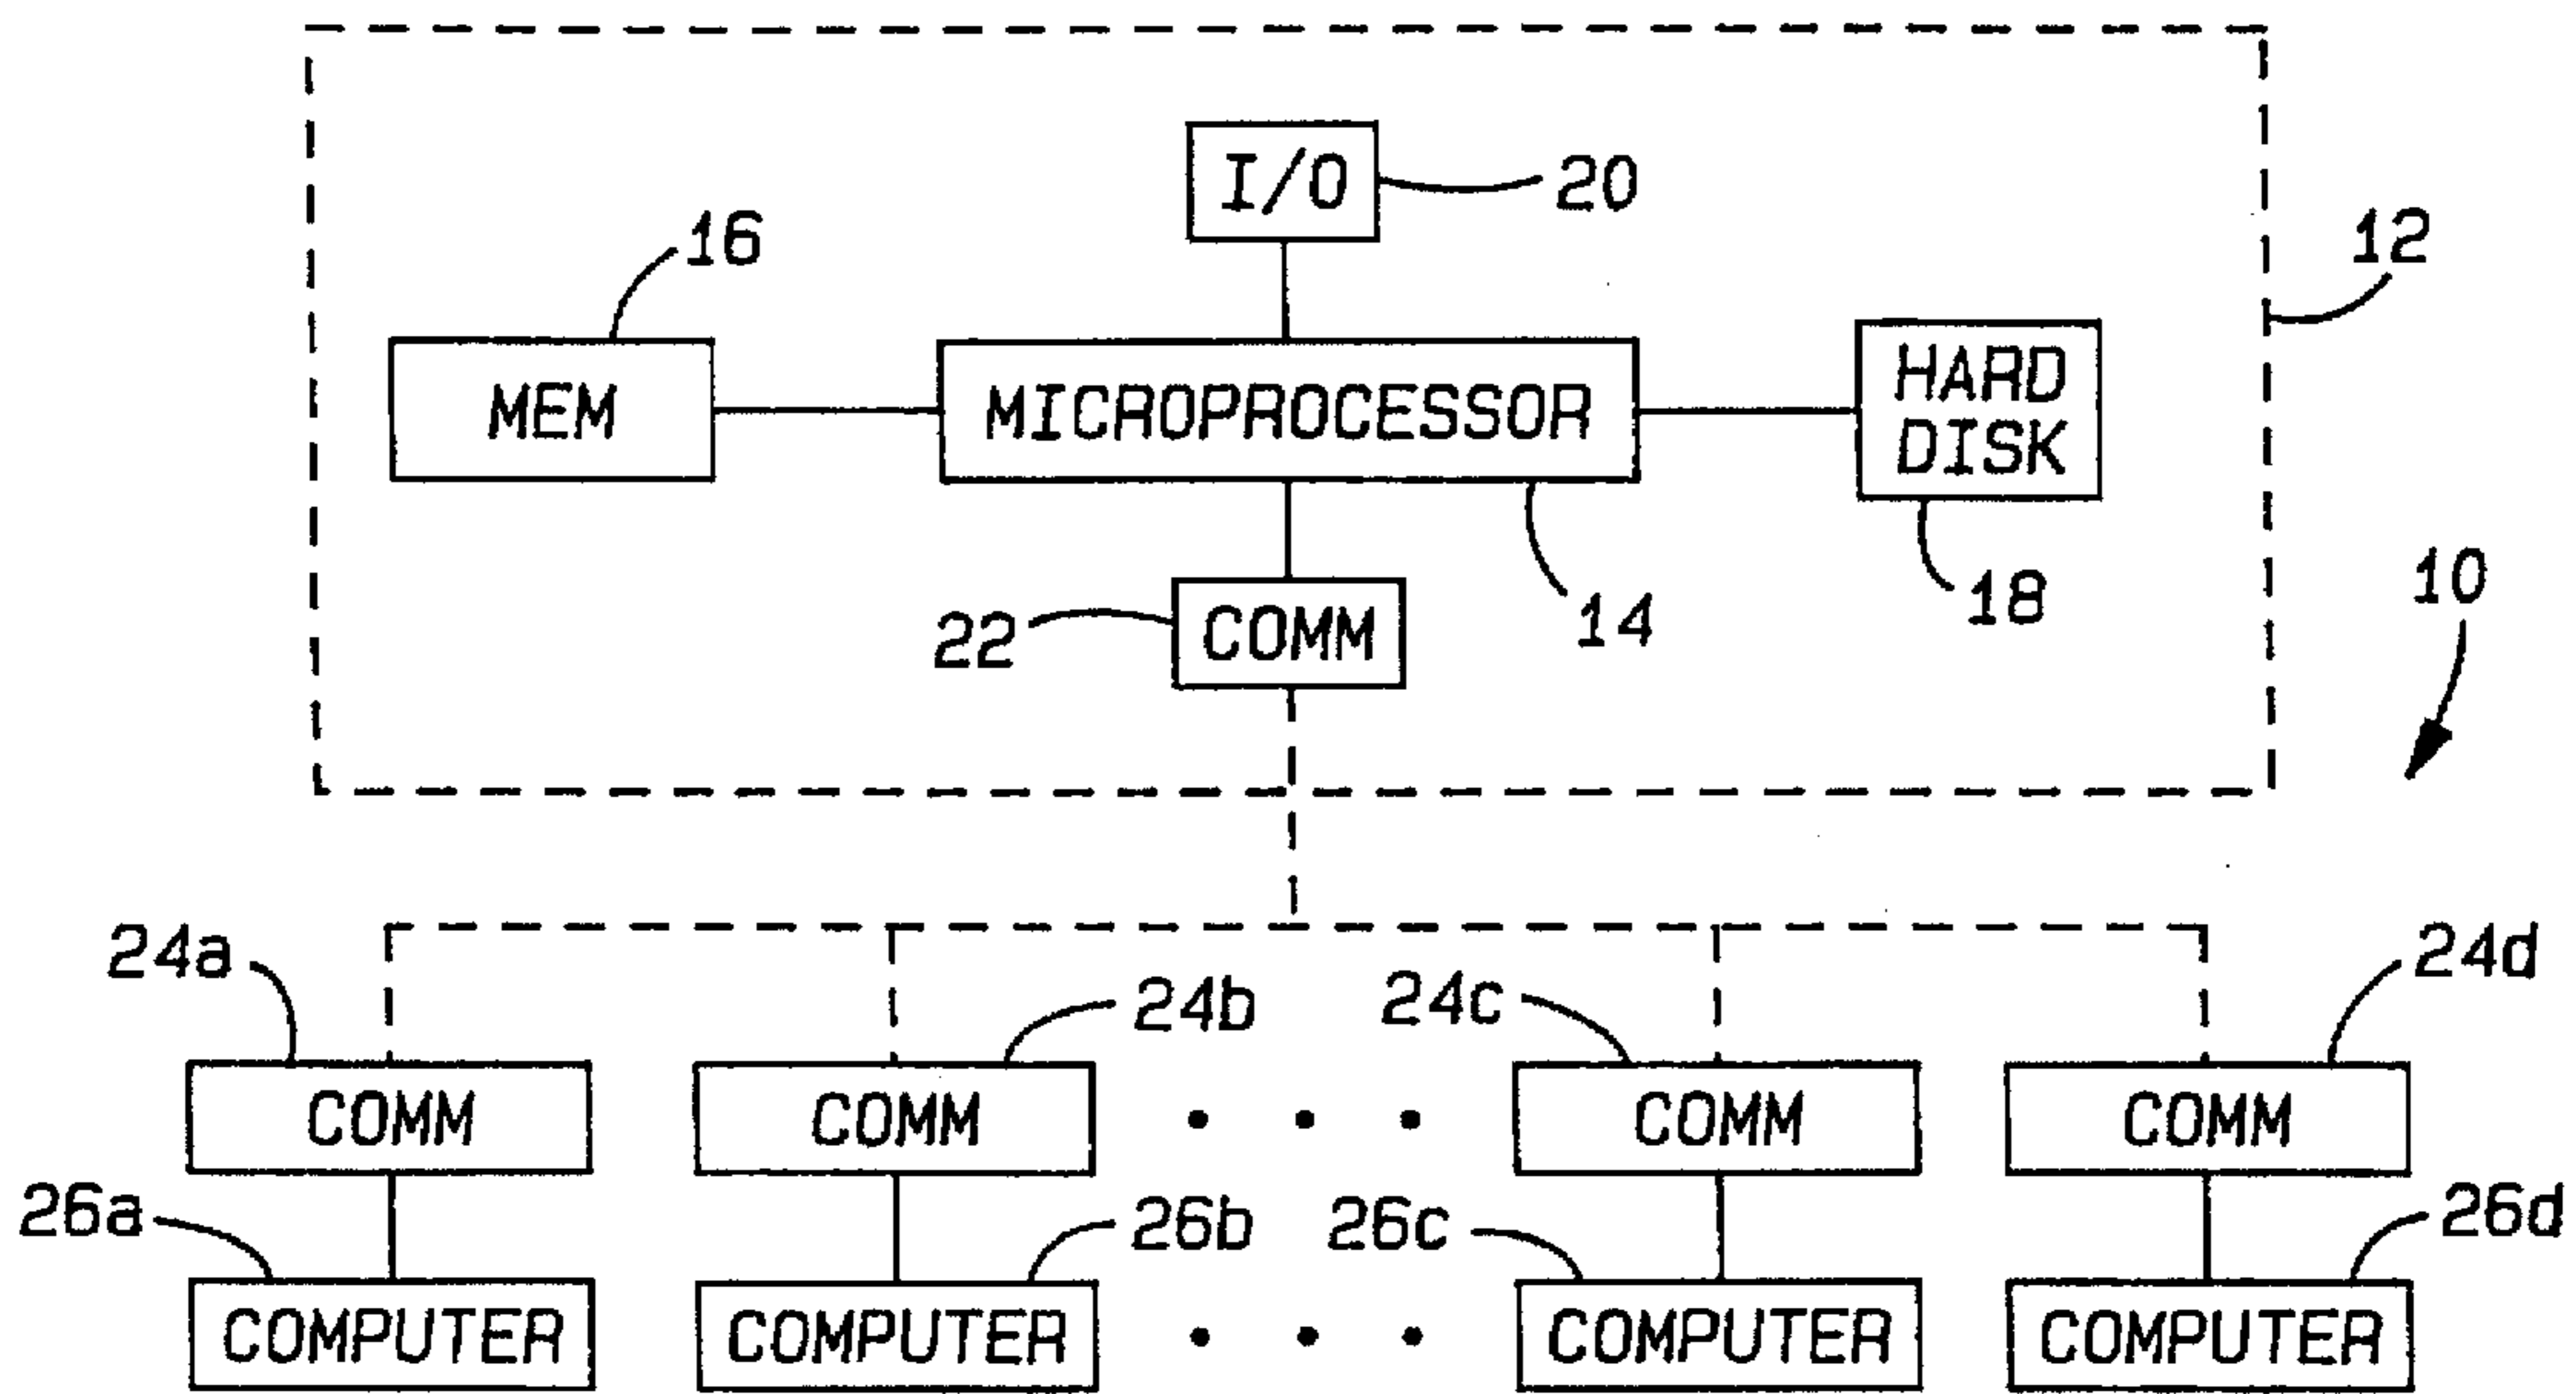 I/O
20
16
12
MEM
MICROPROCESSOR
HARD
DISK
22
COMM
14
18
10
24a
24b
24c
24d
COMM
COMM
. . .
COMM
COMM
26a
26b
26c
26d
COMPUTER
COMPUTER
. . .
COMPUTER
COMPUTER